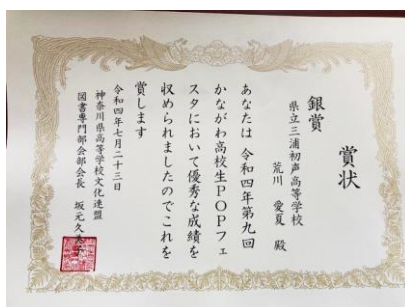 賞状
銀賞
県立三浦初声高等学校
荒川 愛夏 殿
あなたは 令和四年第九回
かながわ高校生POPフェ
スタにおいて優秀な成績を
収められましたのでこれを
賞します
令和四年七月二十三日
神奈川県高等学校文化連盟
図書専門部会部会長 坂元久